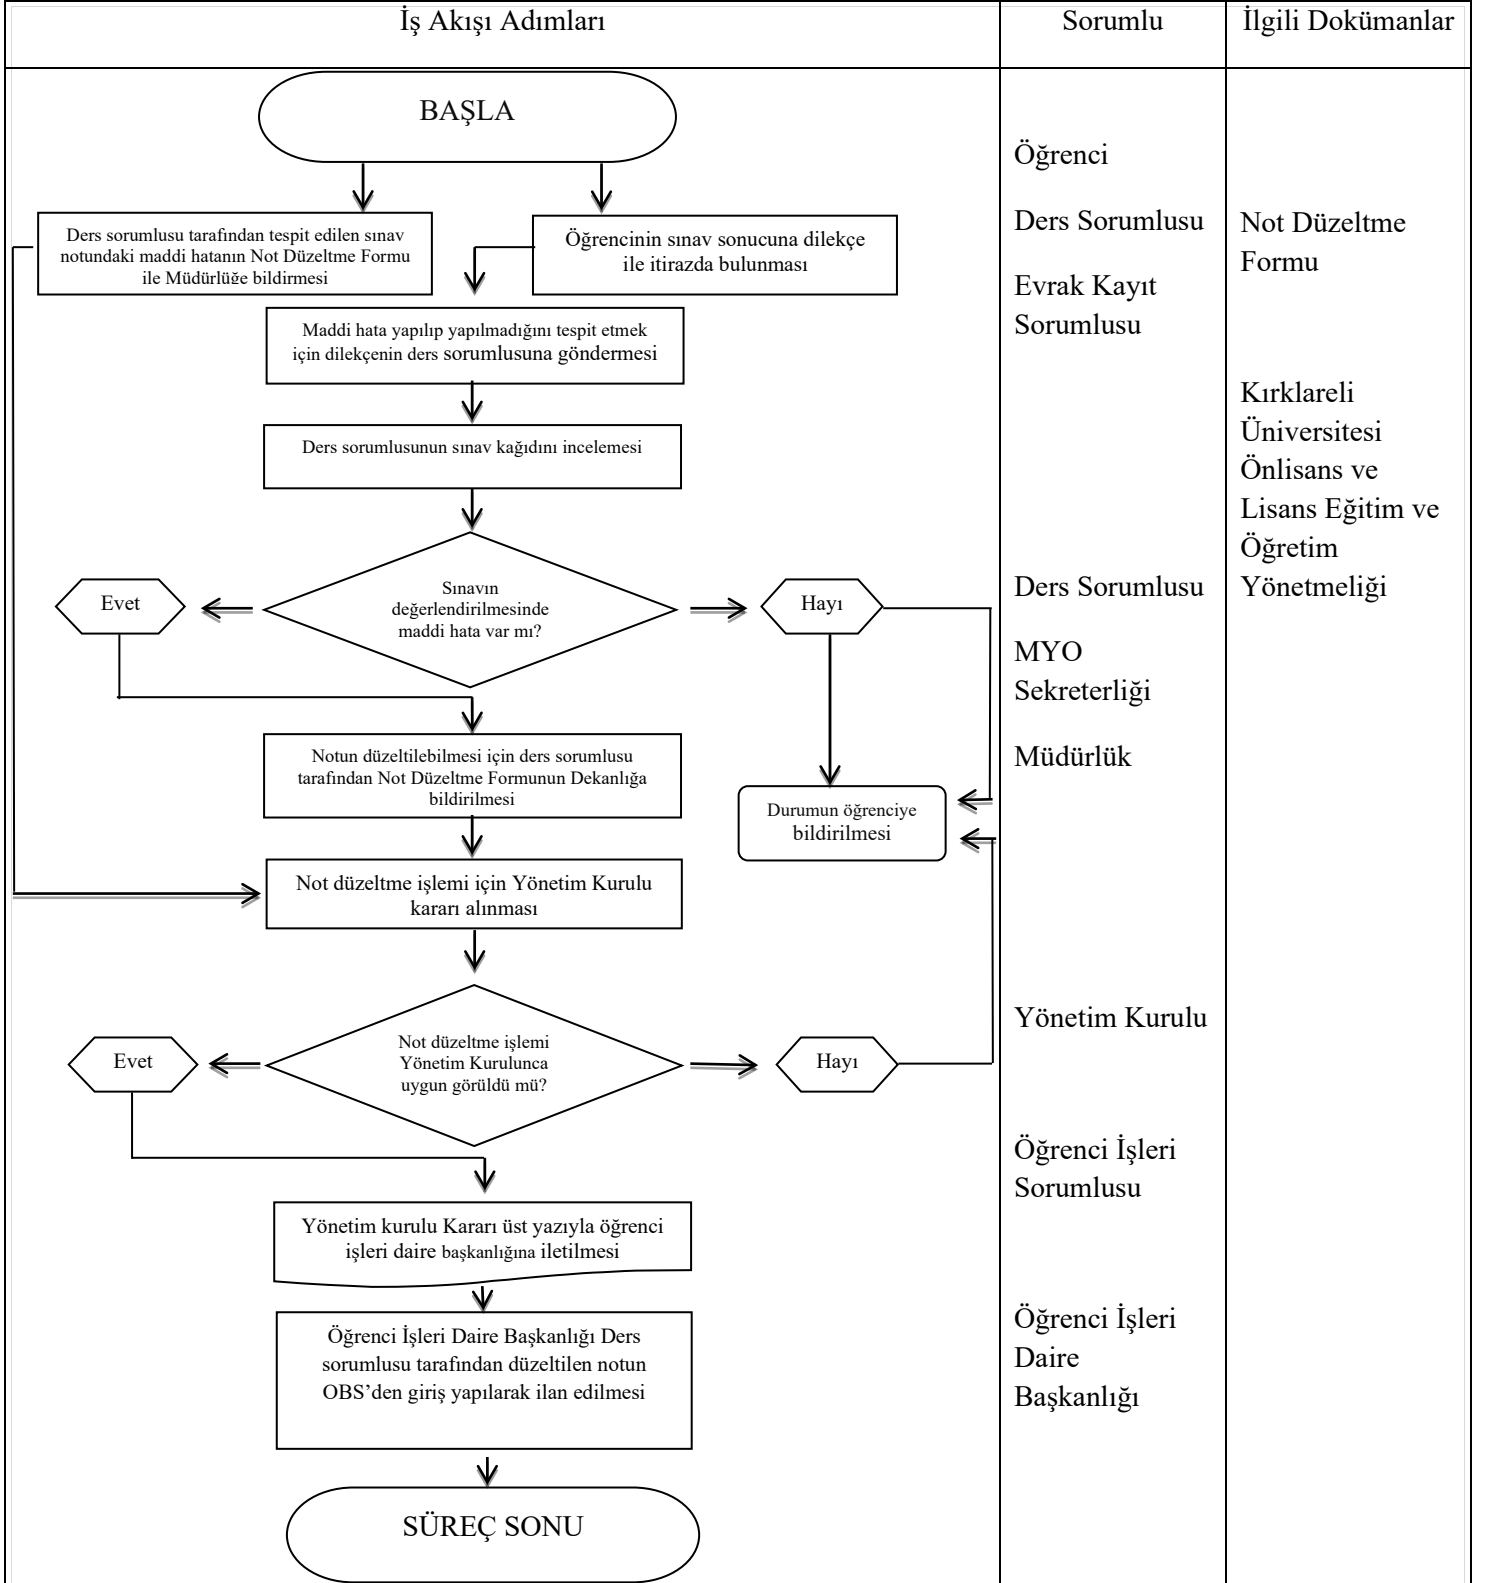 İş Akışı Adımları
Sorumlu
İlgili Dokümanlar
BAŞLA
Ders sorumlusu tarafından tespit edilen sınav
notundaki maddi hatanın Not Düzeltme Formu
ile Müdürlüğe bildirmesi
Öğrencinin sınav sonucuna dilekçe
ile itirazda bulunması
Maddi hata yapılıp yapılmadığını tespit etmek
için dilekçenin ders sorumlusuna göndermesi
Ders sorumlusunun sınav kağıdını incelemesi
Sınavın
değerlendirilmesinde
maddi hata var mı?
Evet
Hayı
Notun düzeltilebilmesi için ders sorumlusu
tarafından Not Düzeltme Formunun Dekanlığa
bildirilmesi
Durumun öğrenciye
bildirilmesi
Not düzeltme işlemi için Yönetim Kurulu
kararı alınması
Not düzeltme işlemi
Yönetim Kurulunca
uygun görüldü mü?
Evet
Hayı
Yönetim kurulu Kararı üst yazıyla öğrenci
işleri daire başkanlığına iletilmesi
Öğrenci İşleri Daire Başkanlığı Ders
sorumlusu tarafından düzeltilen notun
OBS’den giriş yapılarak ilan edilmesi
SÜREÇ SONU
Öğrenci
Ders Sorumlusu
Evrak Kayıt
Sorumlusu
Ders Sorumlusu
MYO
Sekreterliği
Müdürlük
Yönetim Kurulu
Öğrenci İşleri
Sorumlusu
Öğrenci İşleri
Daire
Başkanlığı
Not Düzeltme
Formu
Kırklareli
Üniversitesi
Önlisans ve
Lisans Eğitim ve
Öğretim
Yönetmeliği